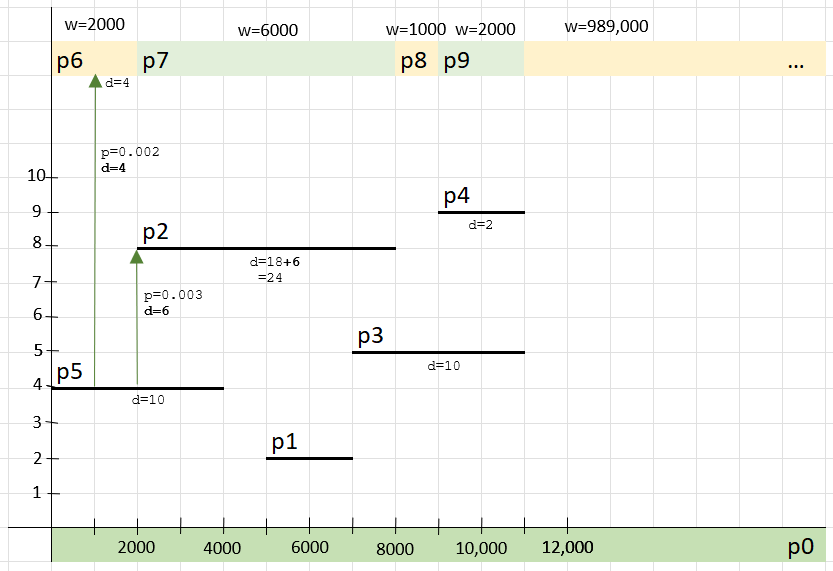 w=2000
w=6000
w=1000
w=2000
w=989,000
p6
p7
p8
p9
...
d=4
p=0.002
d=4
10
9
8
7
6
5
4
3
2
1
p4
d=2
p2
d=18+6
=24
p=0.003
d=6
p3
d=10
p5
d=10
p1
2000
4000
6000
8000
10,000
12,000
p0